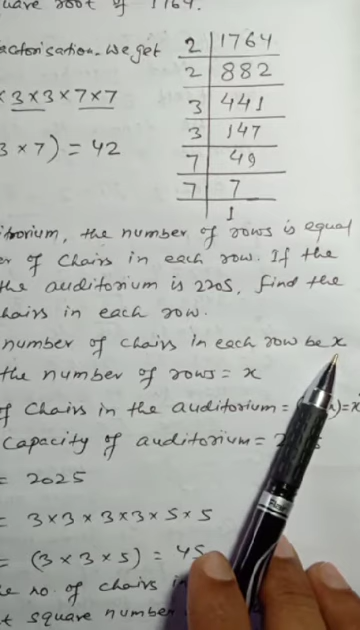 square root of 1764.
factorisation. We get
2 | 1764
2 | 882
3 | 441
3 | 147
7 | 49
7 | 7
1
× 3×3 × 7×7
3 × 7) = 42
the number of rows is equal
of chairs in each row. If the
the auditorium is 2205, find the
chairs in each row.
number of chairs in each row be x
the number of rows = x
of chairs in the auditorium =
Capacity of auditorium =
= 2025
= 3×3×3×3×5×5
= (3×3×5) = 45
no. of chairs
square number